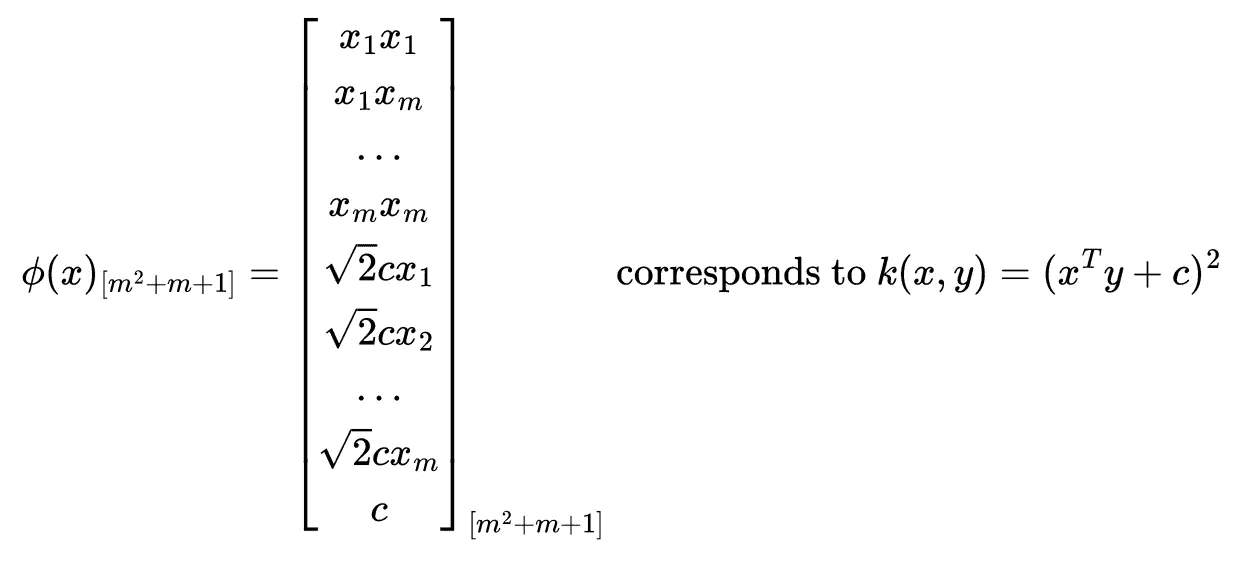 x₁x₁
x₁xₘ
...
xₘxₘ
√2cx₁
ϕ(x)[m²+m+1] = corresponds to k(x, y) = (xᵀy + c)²
√2cx₂
...
√2cxₘ
c
[m²+m+1]